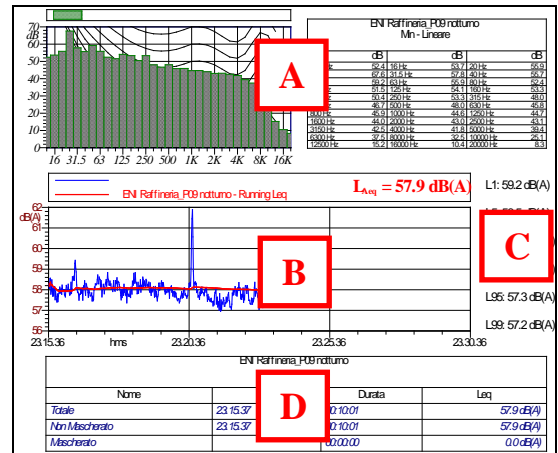 ENI Raffineria_P09 notturno
Min - Lineare
dB dB dB
Hz 52.4 16 Hz 53.7 20 Hz 55.9
Hz 67.6 31.5 Hz 57.8 40 Hz 55.7
Hz 59.2 63 Hz 55.9 80 Hz 52.4
Hz 51.5 125 Hz 54.1 160 Hz 53.3
Hz 50.4 250 Hz 53.3 315 Hz 48.0
Hz 46.7 500 Hz 48.0 630 Hz 45.8
800 Hz 45.9 1000 Hz 44.6 1250 Hz 44.7
1600 Hz 44.0 2000 Hz 43.0 2500 Hz 43.1
3150 Hz 42.5 4000 Hz 41.8 5000 Hz 39.4
6300 Hz 37.5 8000 Hz 32.5 10000 Hz 25.1
12500 Hz 15.2 16000 Hz 10.4 20000 Hz 8.3
70
dB
60
50
40
30
20
10
0
16 31.5 63 125 250 500 1K 2K 4K 8K 16K
A
ENI Raffineria_P09 notturno - Running Leq
LAeq = 57.9 dB(A)
L1: 59.2 dB(A)
L95: 57.3 dB(A)
L99: 57.2 dB(A)
C
62
dB(A)
61
60
59
58
57
56
B
23.15.36 hms 23.20.36 23.25.36 23.30.36
ENI Raffineria_P09 notturno
Nome Durata Leq
Totale 23.15.37 00:10:01 57.9 dB(A)
Non Mascherato 23.15.37 00:10:01 57.9 dB(A)
Mascherato 00:00:00 0.0 dB(A)
D